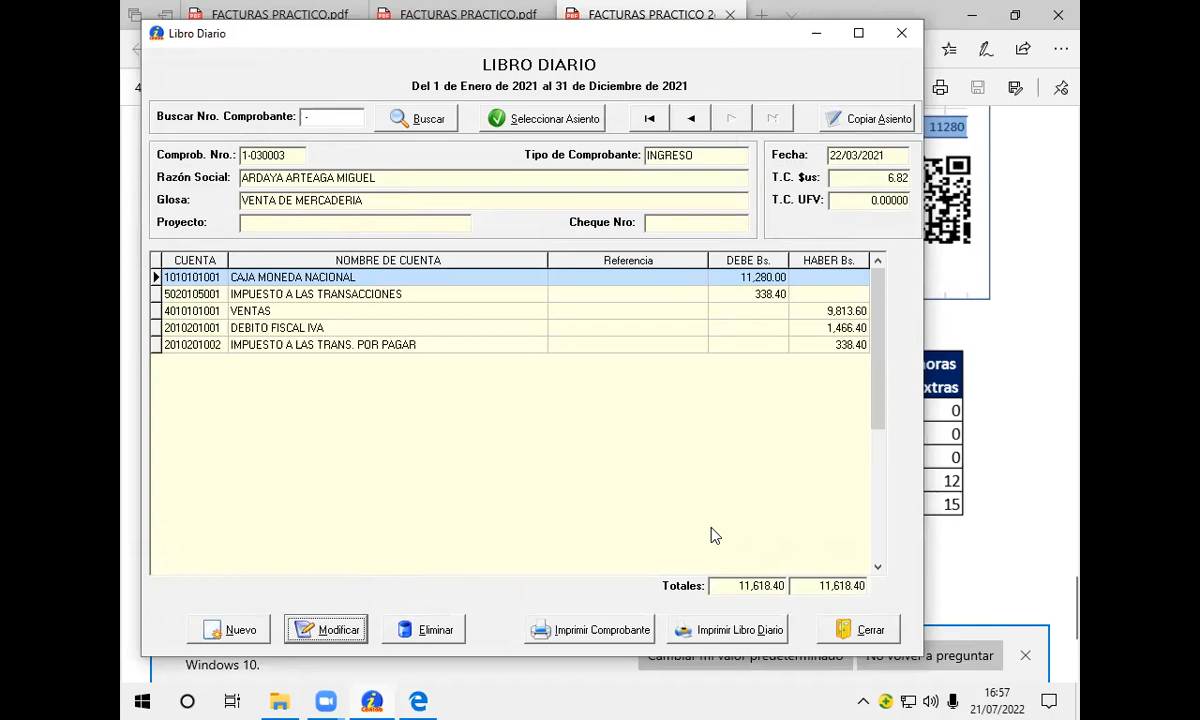 FACTURAS PRACTICO.pdf
FACTURAS PRACTICO.pdf
FACTURAS PRACTICO 2
Libro Diario
LIBRO DIARIO
Del 1 de Enero de 2021 al 31 de Diciembre de 2021
Buscar Nro. Comprobante: - Buscar Seleccionar Asiento Copiar Asiento
11280
Comprob. Nro.: 1-030003 Tipo de Comprobante: INGRESO Fecha: 22/03/2021
Razón Social: ARDAYA ARTEAGA MIGUEL T.C. $us: 6.82
Glosa: VENTA DE MERCADERIA T.C. UFV: 0.00000
Proyecto: Cheque Nro:
CUENTA NOMBRE DE CUENTA Referencia DEBE Bs. HABER Bs.
1010101001 CAJA MONEDA NACIONAL 11,280.00
5020105001 IMPUESTO A LAS TRANSACCIONES 338.40
4010101001 VENTAS 9,813.60
2010201001 DEBITO FISCAL IVA 1,466.40
2010201002 IMPUESTO A LAS TRANS. POR PAGAR 338.40
oras
xtras
0
0
0
12
15
Totales: 11,618.40 11,618.40
Nuevo Modificar Eliminar Imprimir Comprobante Imprimir Libro Diario Cerrar
Windows 10. Cambiar mi valor predeterminado No volver a preguntar
16:57
21/07/2022